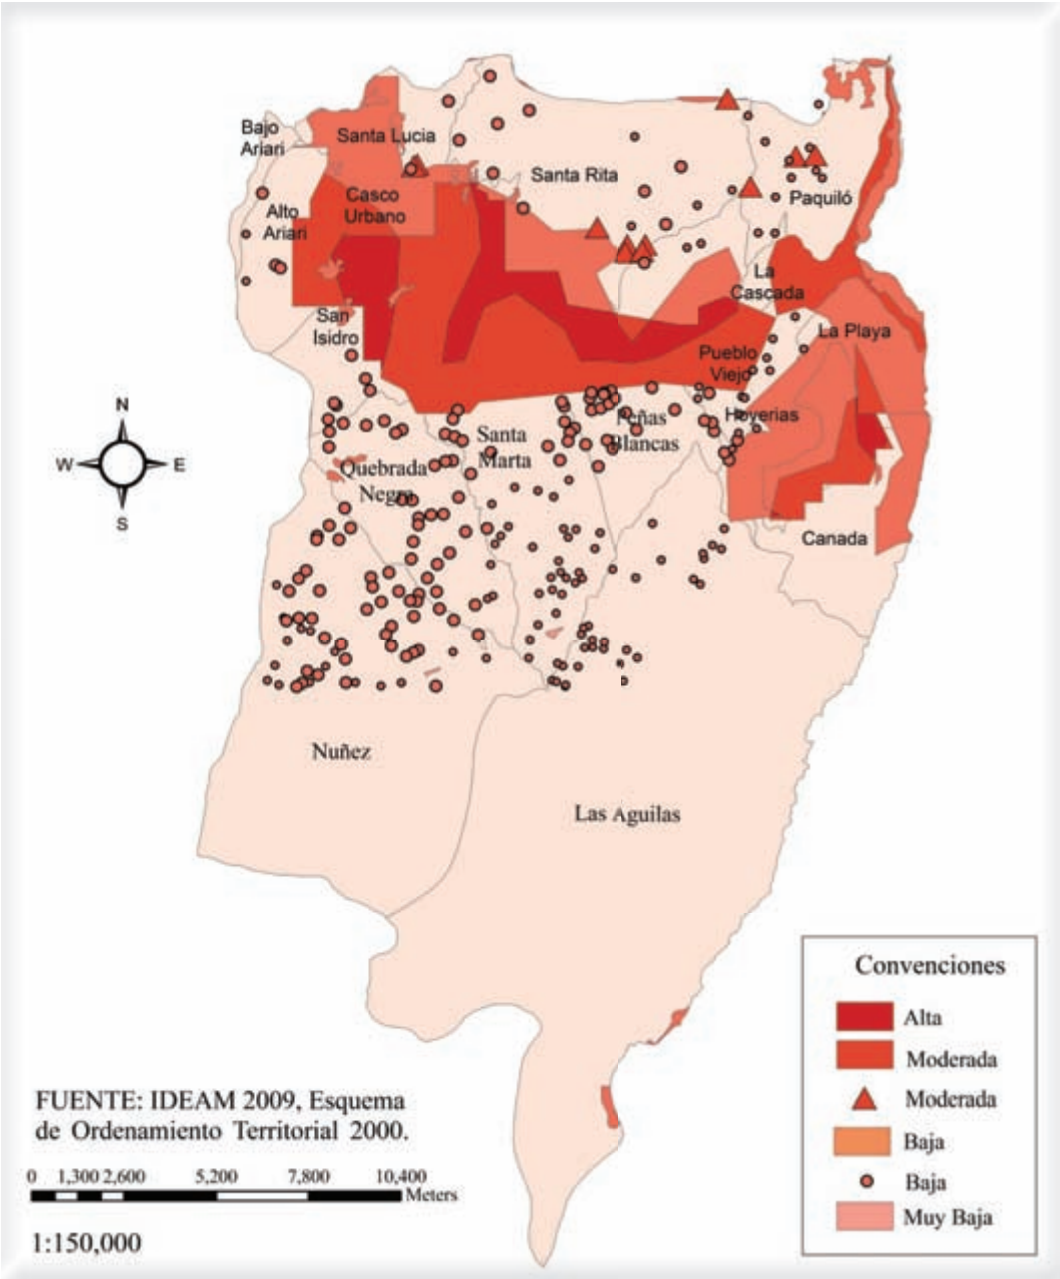 Bajo
Ariari
Santa Lucia
Santa Rita
Casco
Urbano
Alto
Ariari
Paquiló
La
Cascada
San
Isidro
La Playa
Pueblo
Viejo
Hoyerias
Peñas
Blancas
Santa
Marta
Quebrada
Negra
N
W
E
S
Canada
Nuñez
Las Aguilas
Convenciones
Alta
Moderada
Moderada
Baja
Baja
Muy Baja
FUENTE: IDEAM 2009, Esquema
de Ordenamiento Territorial 2000.
0 1,300 2,600 5,200 7,800 10,400
Meters
1:150,000